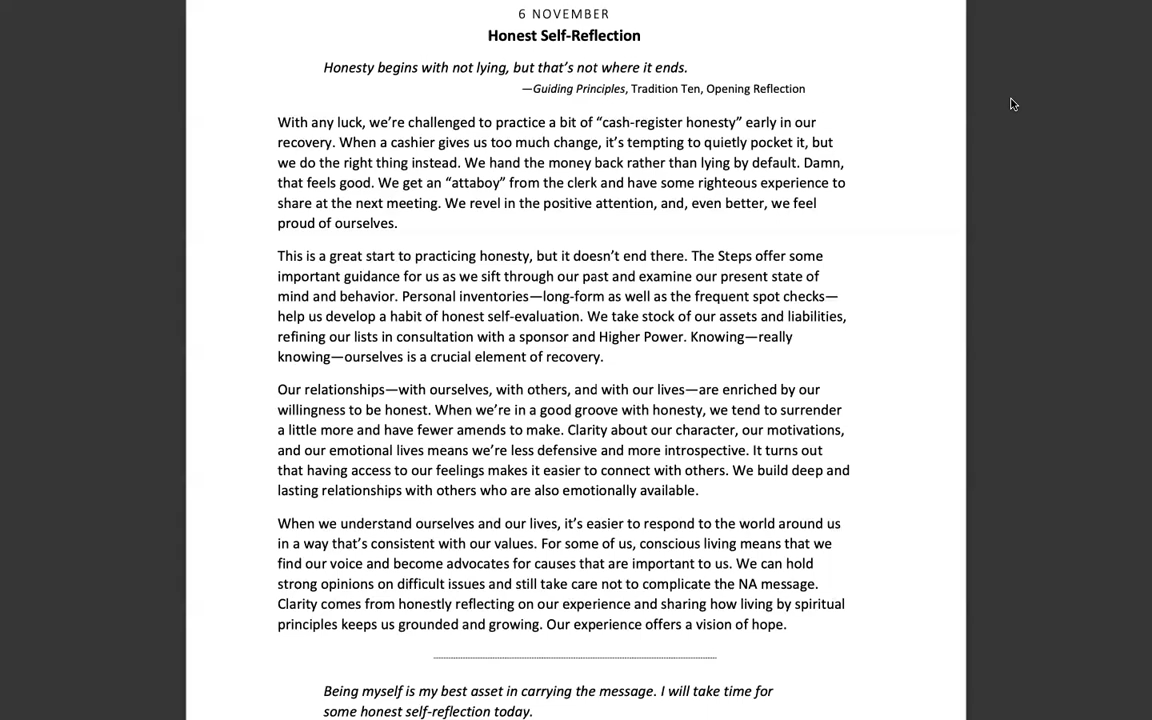 6 NOVEMBER
Honest Self-Reflection
Honesty begins with not lying, but that’s not where it ends.
—Guiding Principles, Tradition Ten, Opening Reflection
With any luck, we’re challenged to practice a bit of “cash-register honesty” early in our
recovery. When a cashier gives us too much change, it’s tempting to quietly pocket it, but
we do the right thing instead. We hand the money back rather than lying by default. Damn,
that feels good. We get an “attaboy” from the clerk and have some righteous experience to
share at the next meeting. We revel in the positive attention, and, even better, we feel
proud of ourselves.
This is a great start to practicing honesty, but it doesn’t end there. The Steps offer some
important guidance for us as we sift through our past and examine our present state of
mind and behavior. Personal inventories—long-form as well as the frequent spot checks—
help us develop a habit of honest self-evaluation. We take stock of our assets and liabilities,
refining our lists in consultation with a sponsor and Higher Power. Knowing—really
knowing—ourselves is a crucial element of recovery.
Our relationships—with ourselves, with others, and with our lives—are enriched by our
willingness to be honest. When we’re in a good groove with honesty, we tend to surrender
a little more and have fewer amends to make. Clarity about our character, our motivations,
and our emotional lives means we’re less defensive and more introspective. It turns out
that having access to our feelings makes it easier to connect with others. We build deep and
lasting relationships with others who are also emotionally available.
When we understand ourselves and our lives, it’s easier to respond to the world around us
in a way that’s consistent with our values. For some of us, conscious living means that we
find our voice and become advocates for causes that are important to us. We can hold
strong opinions on difficult issues and still take care not to complicate the NA message.
Clarity comes from honestly reflecting on our experience and sharing how living by spiritual
principles keeps us grounded and growing. Our experience offers a vision of hope.
Being myself is my best asset in carrying the message. I will take time for
some honest self-reflection today.